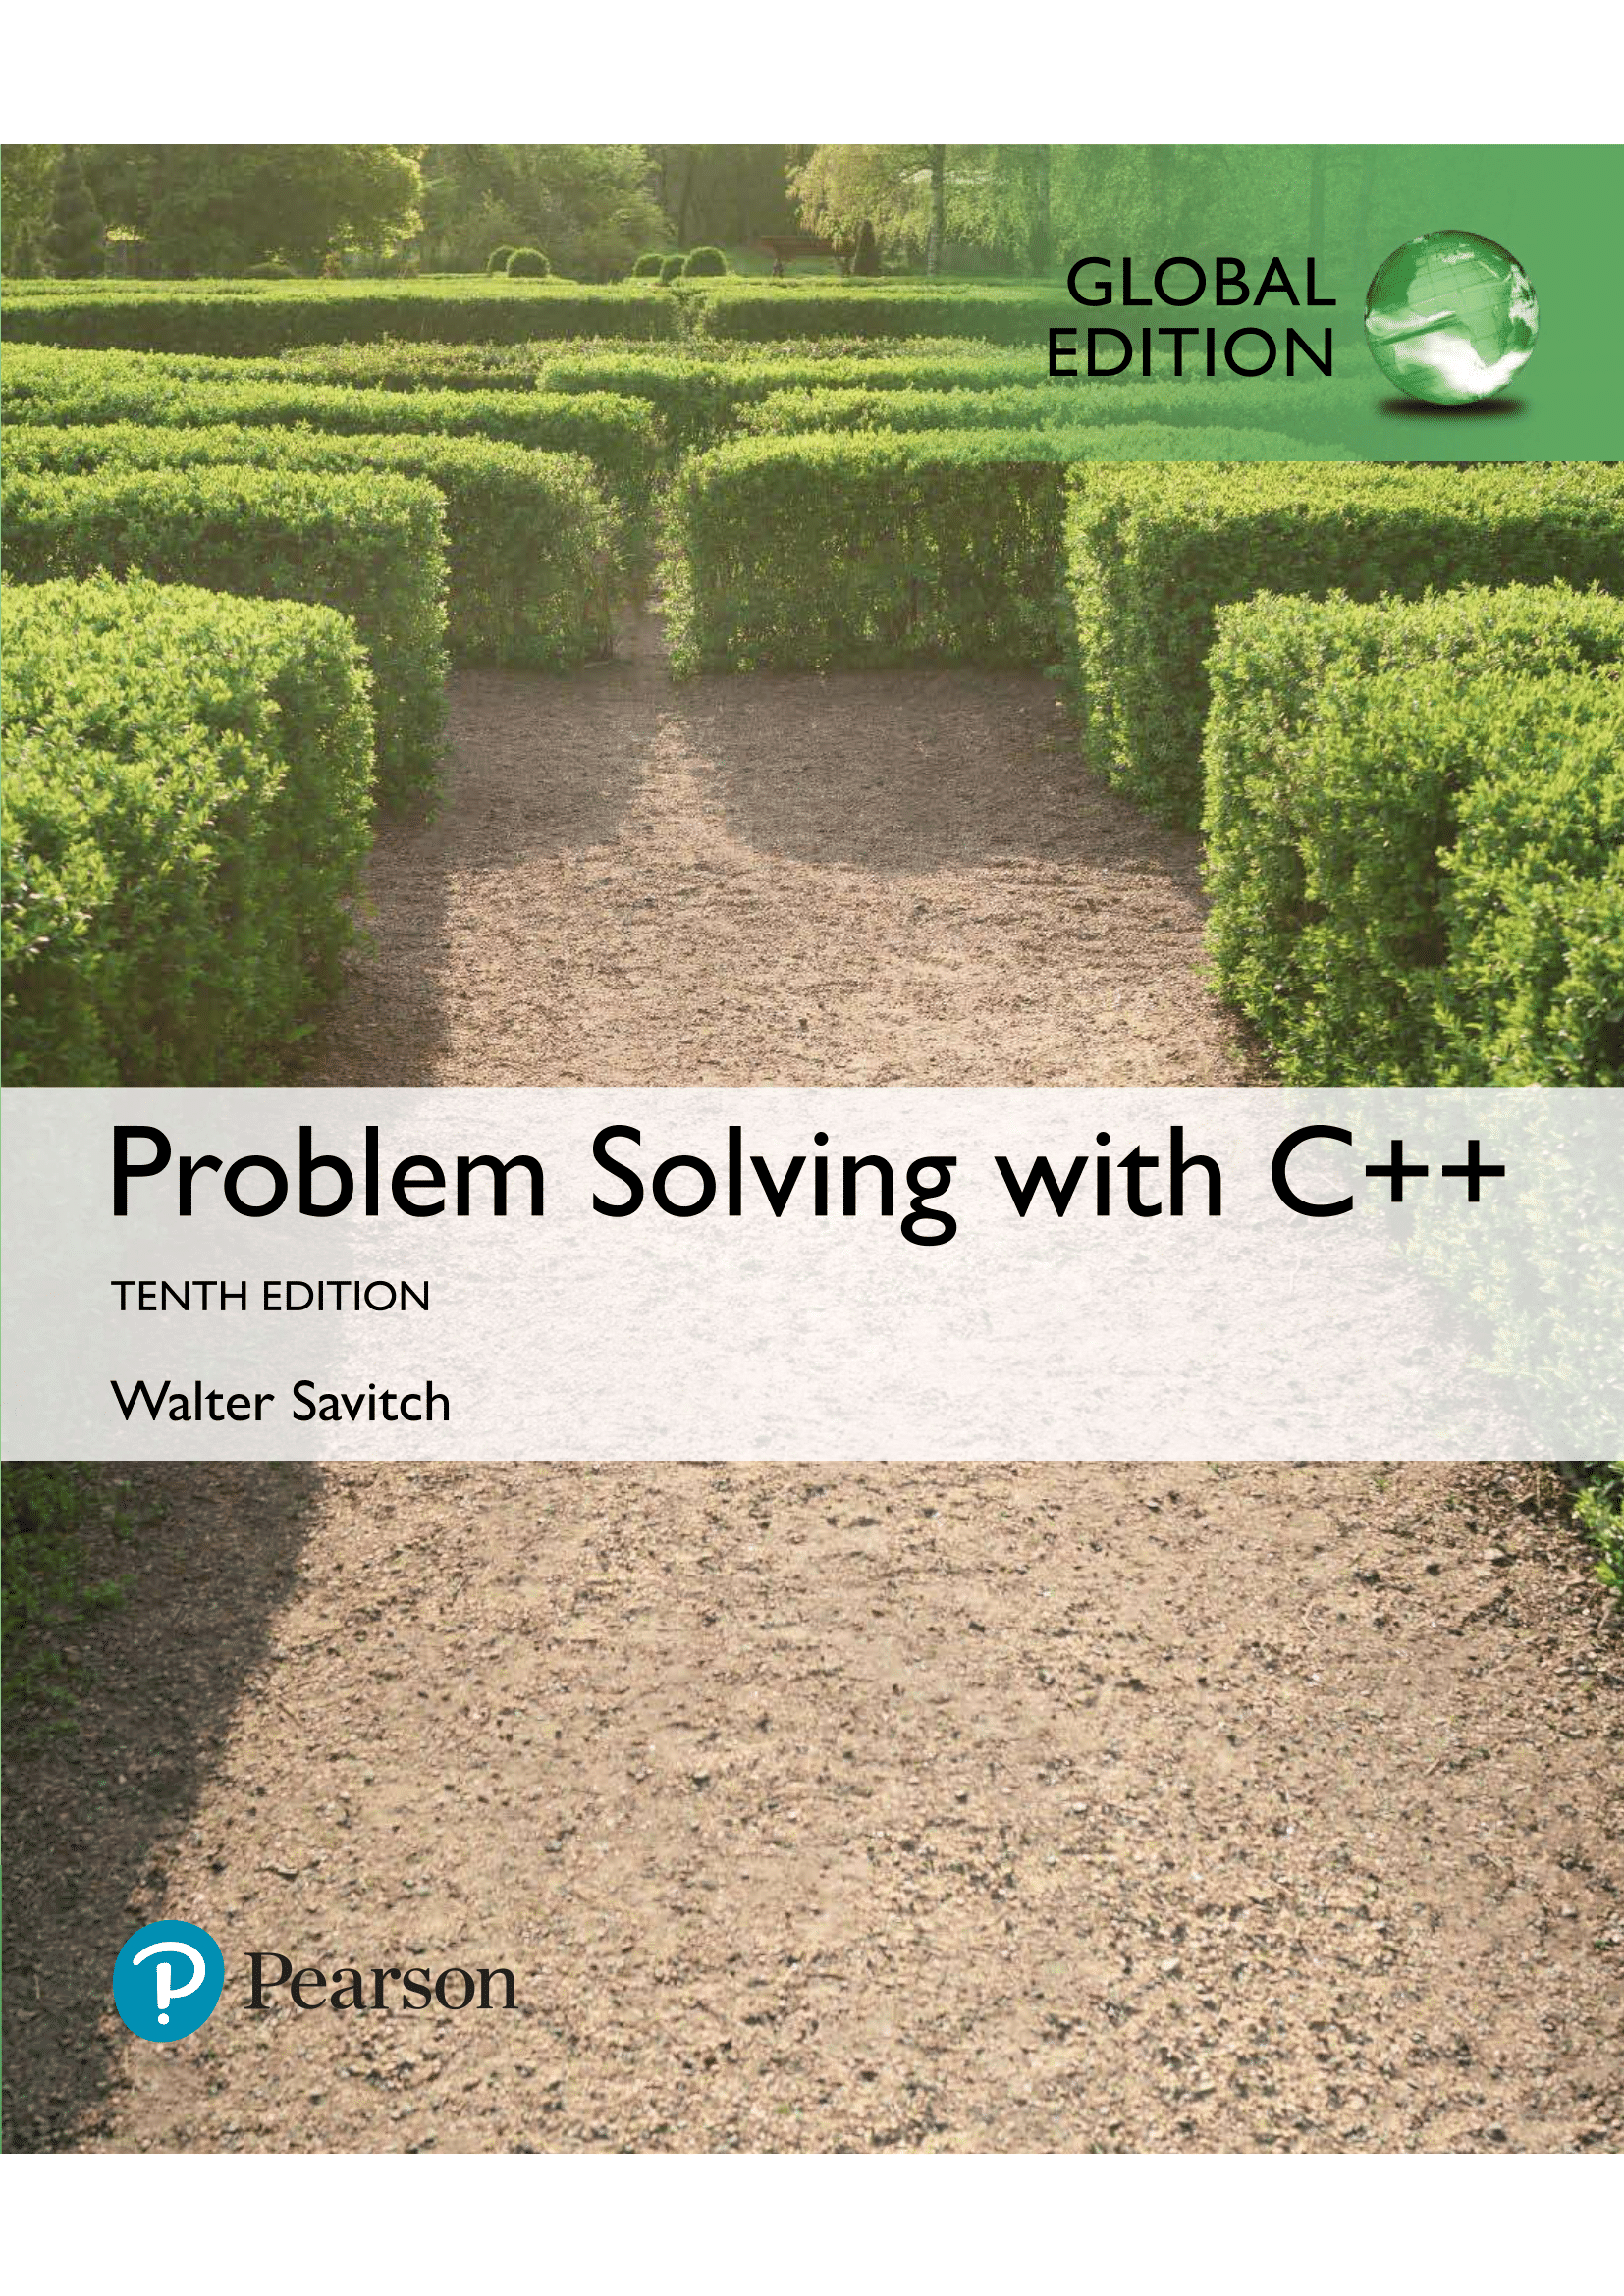 GLOBAL
EDITION
Problem Solving with C++
TENTH EDITION
Walter Savitch
Pearson